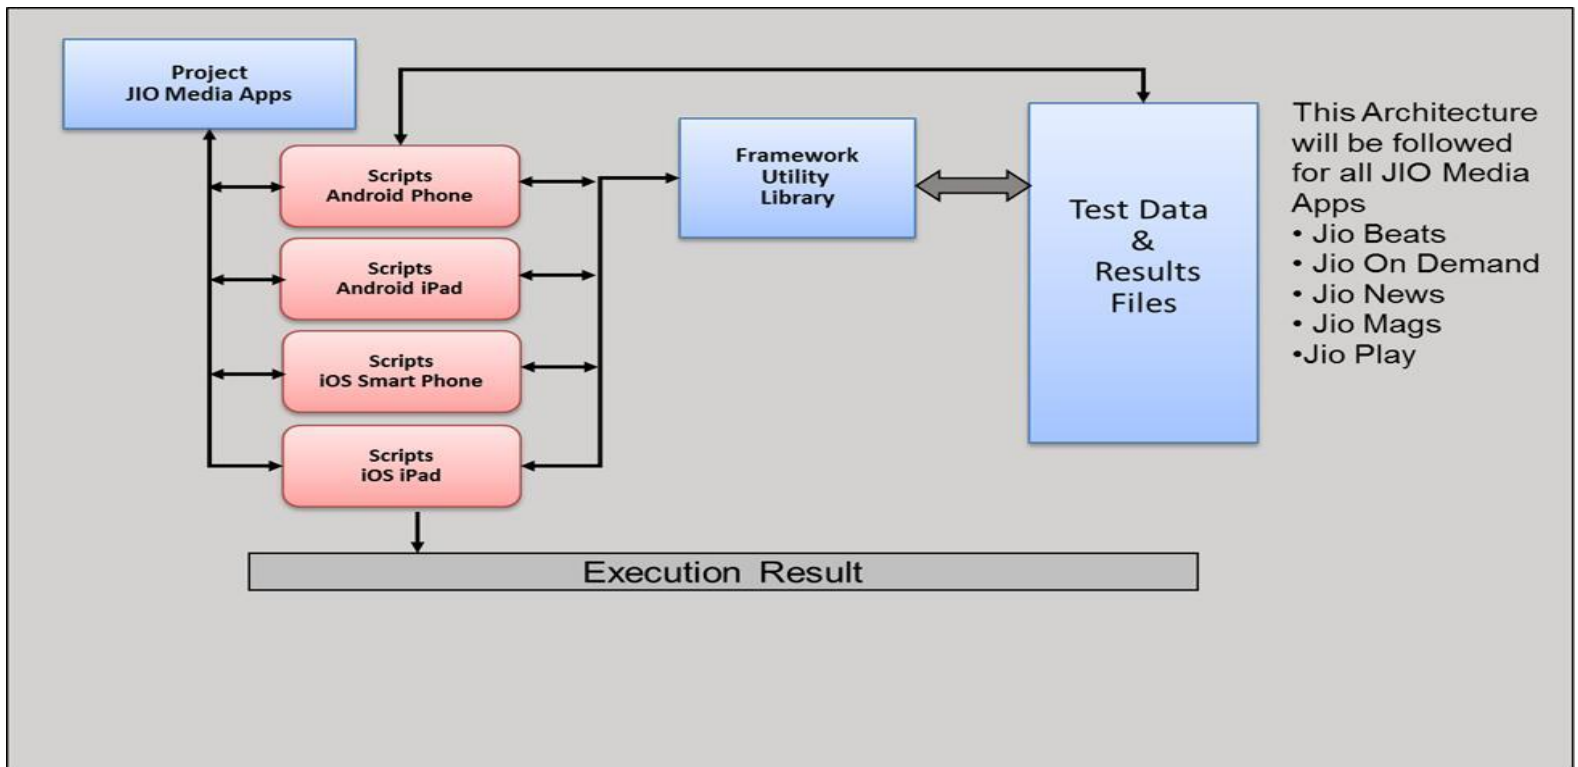 Project
JIO Media Apps
Scripts
Android Phone
Scripts
Android iPad
Scripts
iOS Smart Phone
Scripts
iOS iPad
Framework
Utility
Library
Test Data
&
Results
Files
This Architecture
will be followed
for all JIO Media
Apps
• Jio Beats
• Jio On Demand
• Jio News
• Jio Mags
•Jio Play
Execution Result